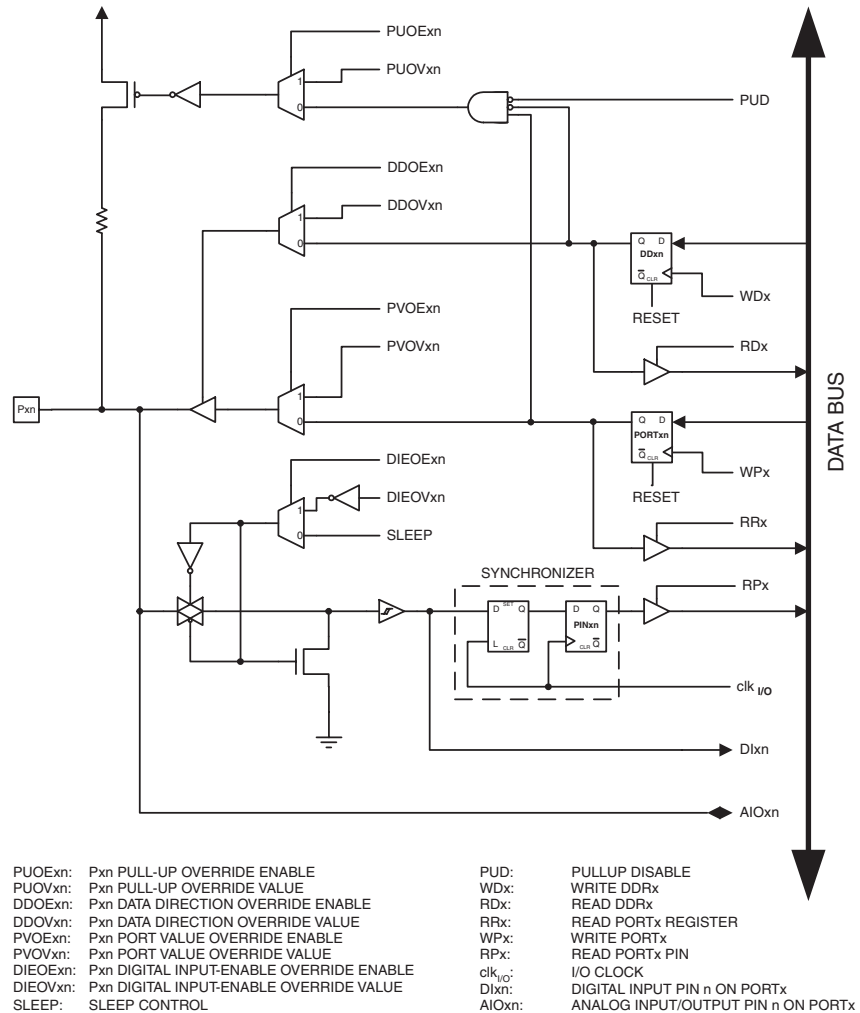 PUOExn
PUOVxn
1
0
PUD
DDOExn
DDOVxn
1
0
Q D
DDxn
Q CLR
WDx
RESET
RDx
PVOExn
PVOVxn
1
0
Pxn
Q D
PORTxn
Q CLR
WPx
RESET
DATA BUS
DIEOExn
DIEOVxn
1
0
SLEEP
RRx
SYNCHRONIZER
RPx
D SET Q
L CLR Q
D Q
PINxn
CLR Q
clk I/O
DIxn
AIOxn
PUOExn: Pxn PULL-UP OVERRIDE ENABLE
PUOVxn: Pxn PULL-UP OVERRIDE VALUE
DDOExn: Pxn DATA DIRECTION OVERRIDE ENABLE
DDOVxn: Pxn DATA DIRECTION OVERRIDE VALUE
PVOExn: Pxn PORT VALUE OVERRIDE ENABLE
PVOVxn: Pxn PORT VALUE OVERRIDE VALUE
DIEOExn: Pxn DIGITAL INPUT-ENABLE OVERRIDE ENABLE
DIEOVxn: Pxn DIGITAL INPUT-ENABLE OVERRIDE VALUE
SLEEP: SLEEP CONTROL
PUD: PULLUP DISABLE
WDx: WRITE DDRx
RDx: READ DDRx
RRx: READ PORTx REGISTER
WPx: WRITE PORTx
RPx: READ PORTx PIN
clk I/O: I/O CLOCK
DIxn: DIGITAL INPUT PIN n ON PORTx
AIOxn: ANALOG INPUT/OUTPUT PIN n ON PORTx